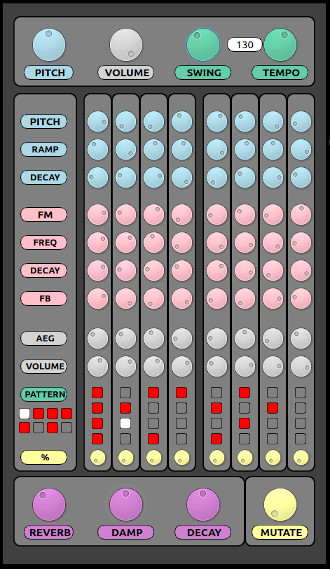 PITCH VOLUME SWING 130 TEMPO
PITCH
RAMP
DECAY
FM
FREQ
DECAY
FB
AEG
VOLUME
PATTERN
%
REVERB DAMP DECAY MUTATE